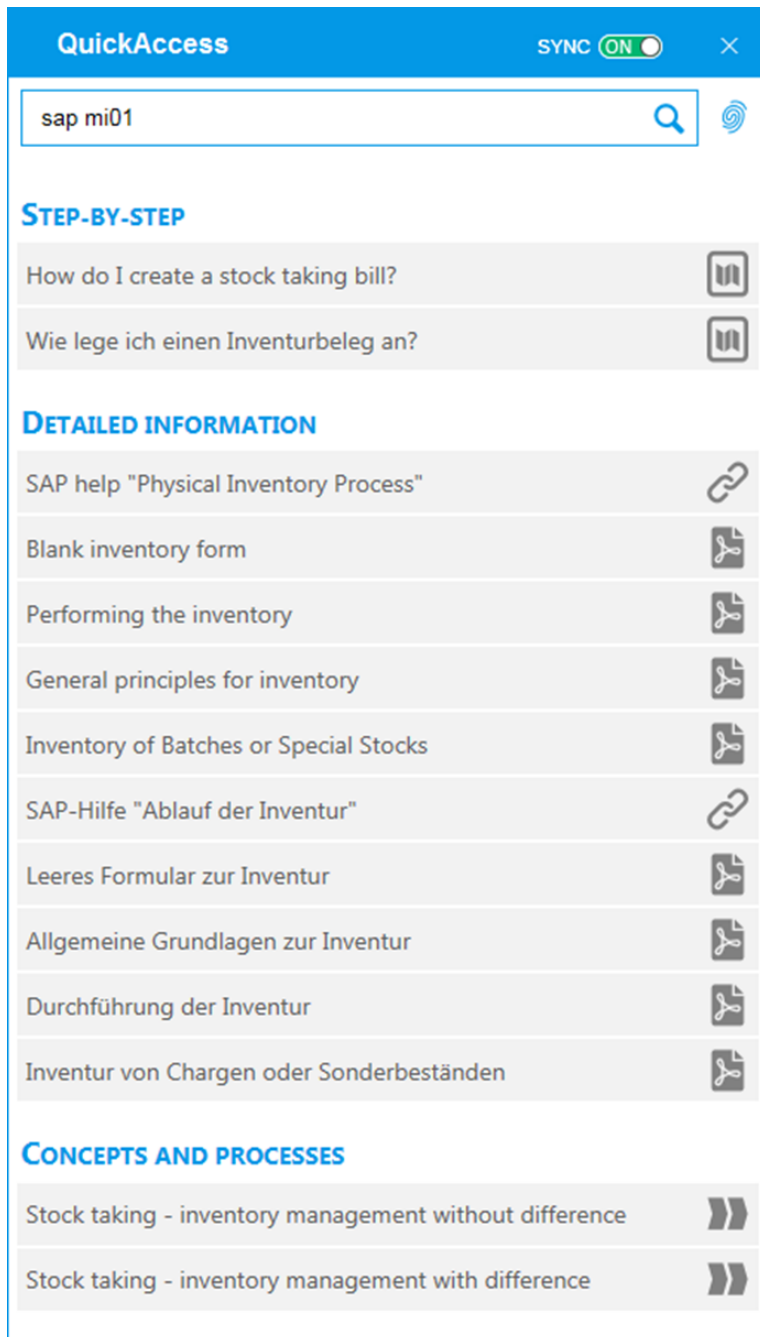 QuickAccess
SYNC ON
sap mi01
STEP-BY-STEP
How do I create a stock taking bill?
Wie lege ich einen Inventurbeleg an?
DETAILED INFORMATION
SAP help "Physical Inventory Process"
Blank inventory form
Performing the inventory
General principles for inventory
Inventory of Batches or Special Stocks
SAP-Hilfe "Ablauf der Inventur"
Leeres Formular zur Inventur
Allgemeine Grundlagen zur Inventur
Durchführung der Inventur
Inventur von Chargen oder Sonderbeständen
CONCEPTS AND PROCESSES
Stock taking - inventory management without difference
Stock taking - inventory management with difference